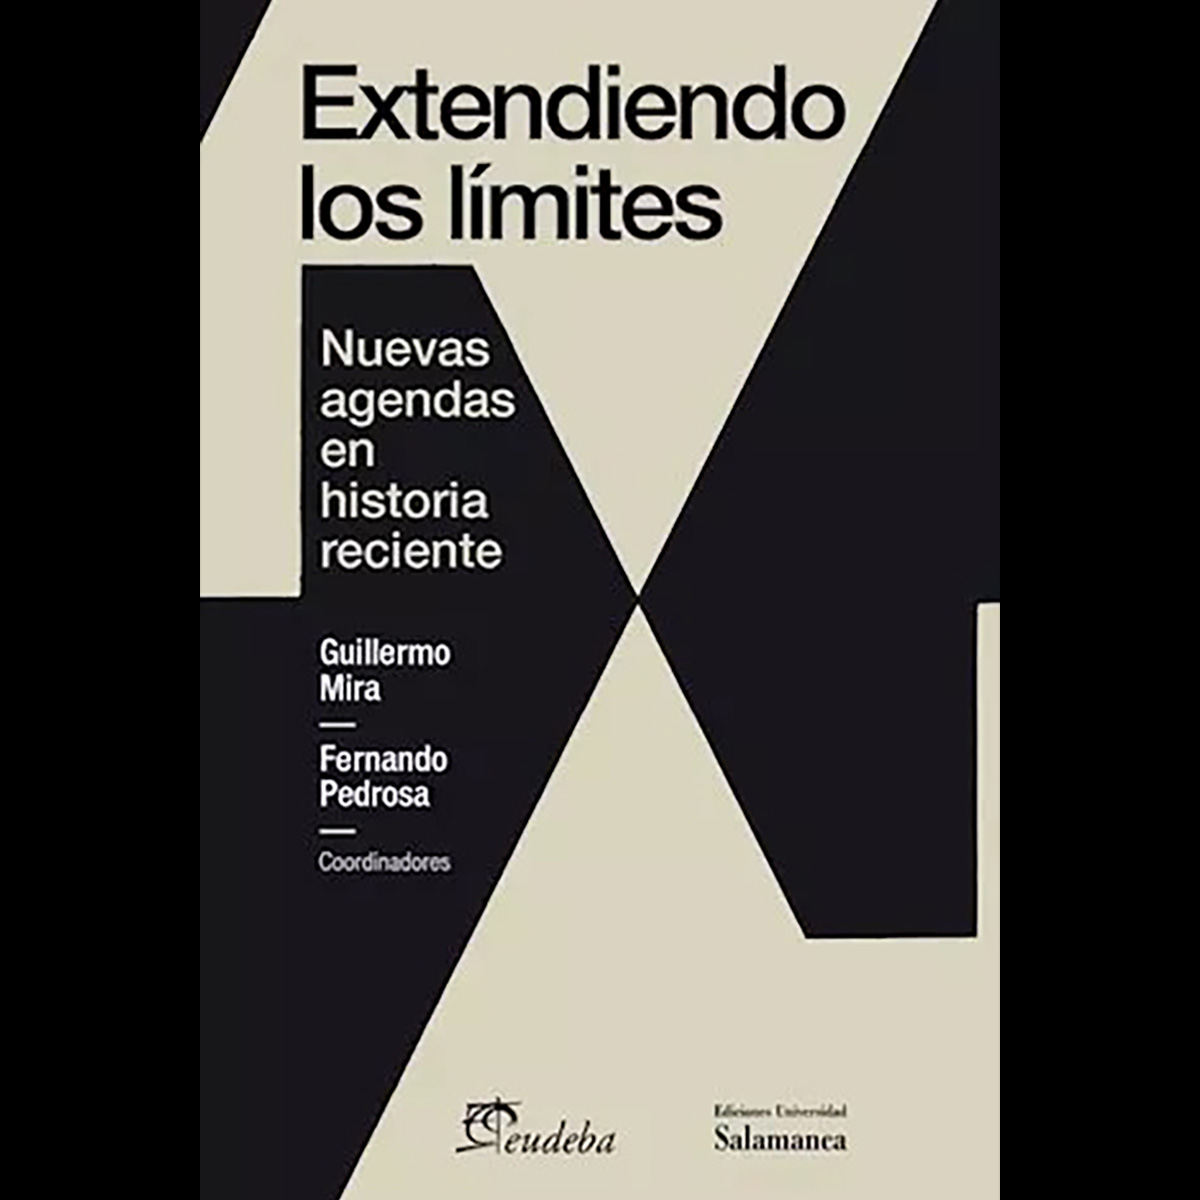 Extendiendo
los límites
Nuevas
agendas
en
historia
reciente
Guillermo
Mira
Fernando
Pedrosa
Coordinadores
eudeba
Ediciones Universidad
Salamanca